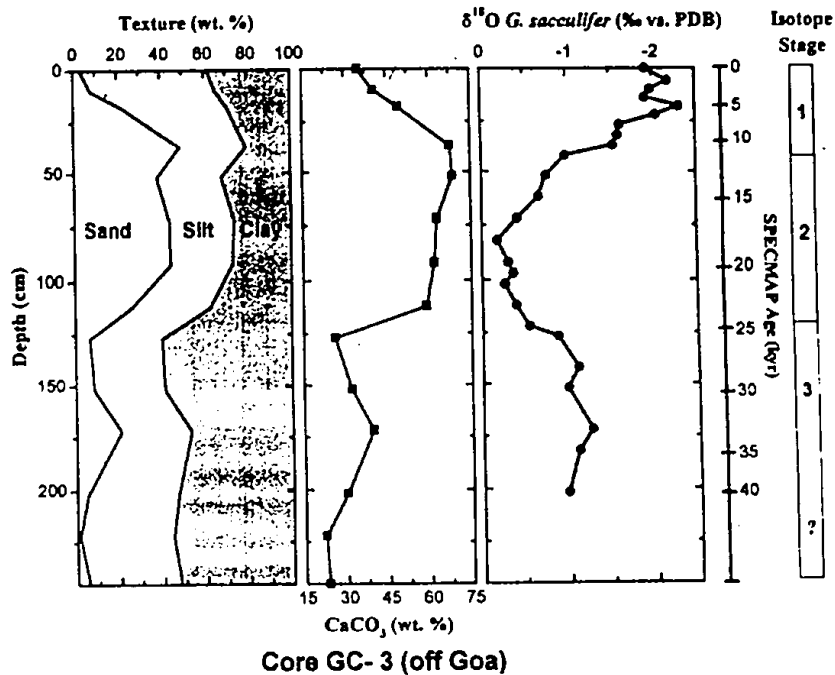 Texture (wt. %)
0 20 40 60 80 100
δ¹⁸O G. sacculifer (‰ vs. PDB)
-0 -1 -2
Isotope
Stage
0
50
100
150
200
Depth (cm)
Sand
Silt
Clay
0
5
10
15
20
25
30
33
40
SPECMAP Age (kyr)
1
2
3
?
15 30 45 60 75
CaCO₃ (wt. %)
Core GC- 3 (off Goa)